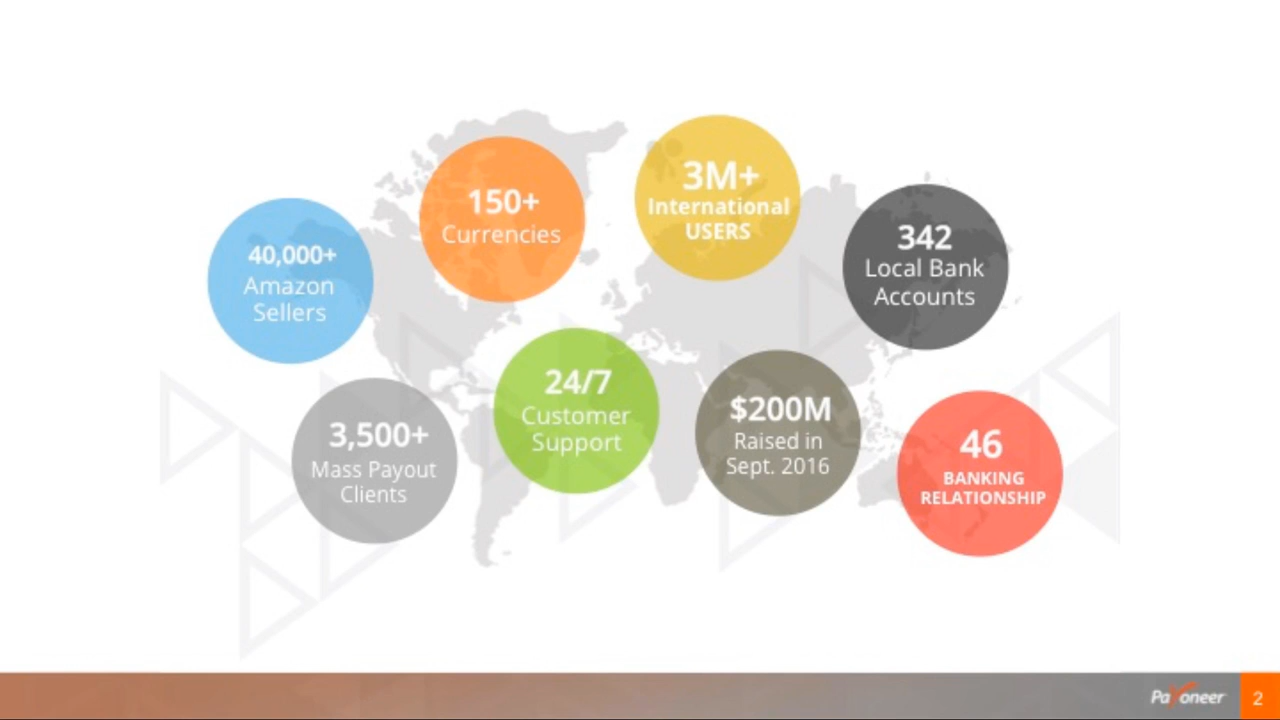 40,000+
Amazon
Sellers
150+
Currencies
3M+
International
USERS
342
Local Bank
Accounts
3,500+
Mass Payout
Clients
24/7
Customer
Support
$200M
Raised in
Sept. 2016
46
BANKING
RELATIONSHIP
Payoneer
2